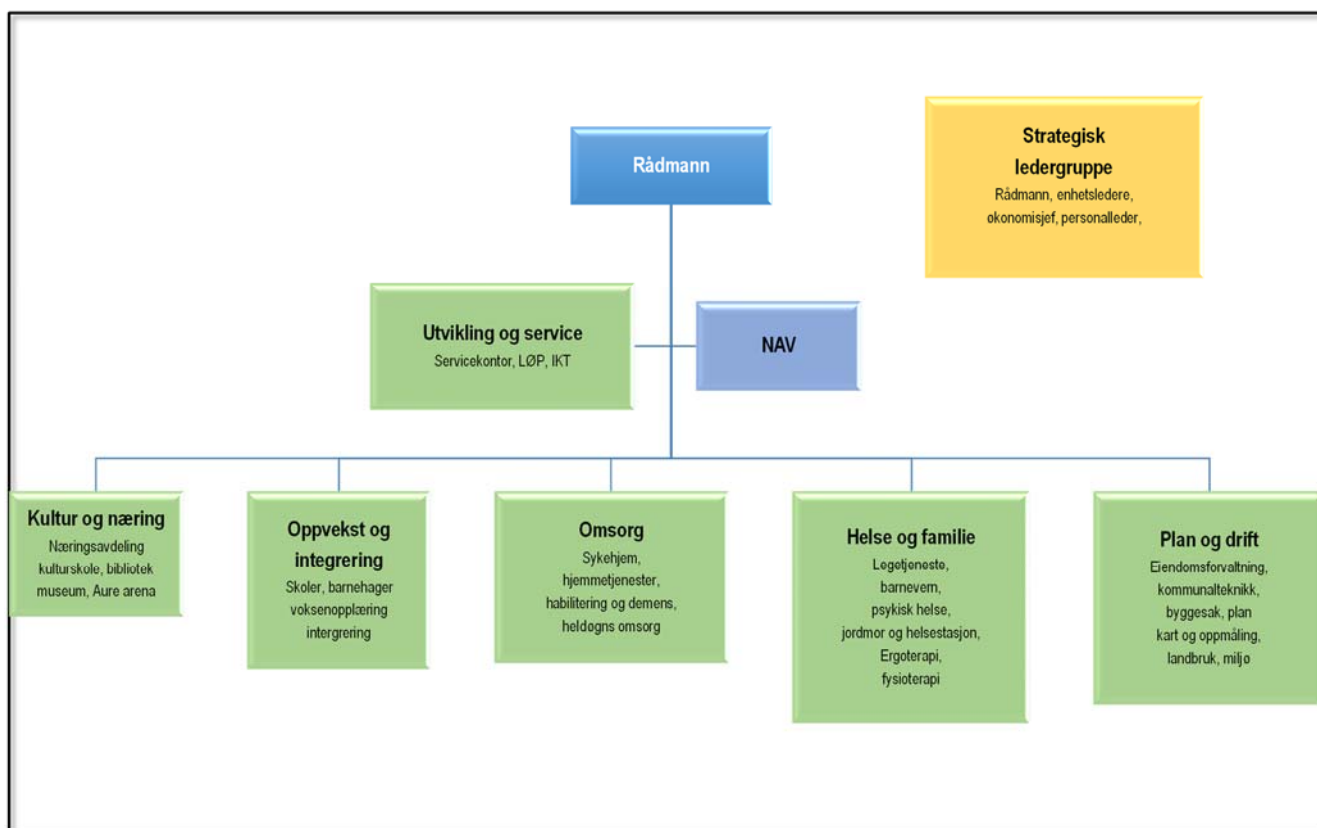 Rådmann
Strategisk
ledergruppe
Rådmann, enhetsledere,
økonomisjef, personalleder,
Utvikling og service
Servicekontor, LØP, IKT
NAV
Kultur og næring
Næringsavdeling
kulturskole, bibliotek
museum, Aure arena
Oppvekst og
integrering
Skoler, barnehager
voksenopplæring
intergrering
Omsorg
Sykehjem,
hjemmetjenester,
habilitering og demens,
heldøgns omsorg
Helse og familie
Legetjeneste,
barnevern,
psykisk helse,
jordmor og helsestasjon,
Ergoterapi,
fysioterapi
Plan og drift
Eiendomsforvaltning,
kommunalteknikk,
byggesak, plan
kart og oppmåling,
landbruk, miljø